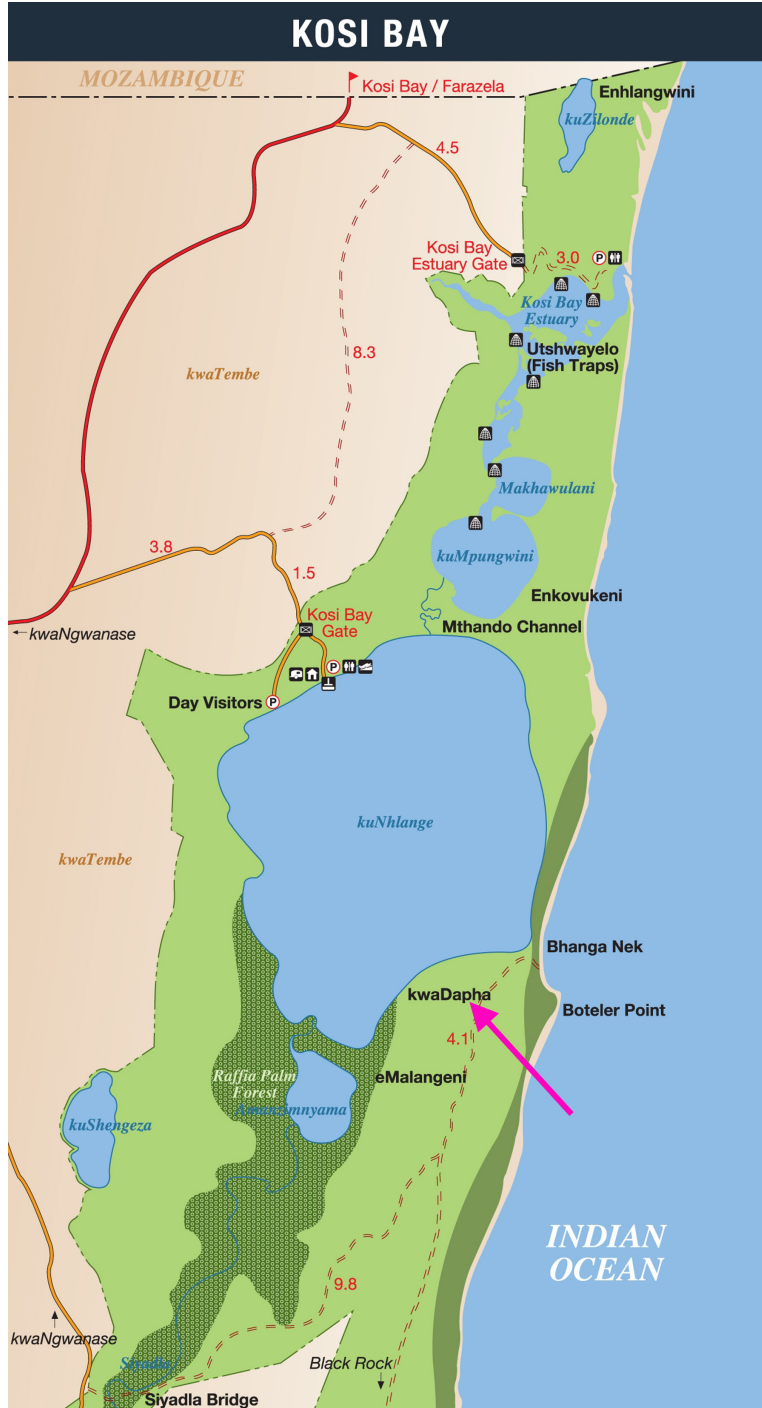 KOSI BAY
MOZAMBIQUE
Kosi Bay / Farazela
Enhlangwini
kuZilonde
4.5
Kosi Bay
Estuary Gate
3.0
P
Kosi Bay
Estuary
Utshwayelo
(Fish Traps)
8.3
kwaTembe
Makhawulani
3.8
kuMpungwini
1.5
Enkovukeni
Kosi Bay
Gate
Mthando Channel
kwaNgwanase
P
Day Visitors
P
kuNhlange
kwaTembe
Bhanga Nek
kwaDapha
Boteler Point
4.1
Raffia Palm
Forest
eMalangeni
Amanzimnyama
kuShengeza
INDIAN
OCEAN
9.8
kwaNgwanase
Siyadla
Black Rock
Siyadla Bridge